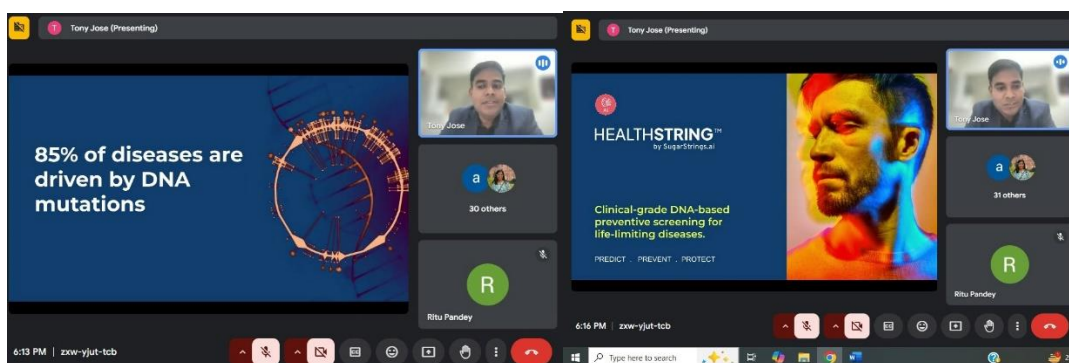 Tony Jose (Presenting)
85% of diseases are
driven by DNA
mutations
Tony Jose
a
30 others
R
Ritu Pandey
6:13 PM | zxw-yjut-tcb
Tony Jose (Presenting)
HEALTHSTRING™
by SugarStrings.ai
Clinical-grade DNA-based
preventive screening for
life-limiting diseases.
PREDICT . PREVENT . PROTECT
Tony Jose
a
31 others
R
Ritu Pandey
6:16 PM | zxw-yjut-tcb
Type here to search